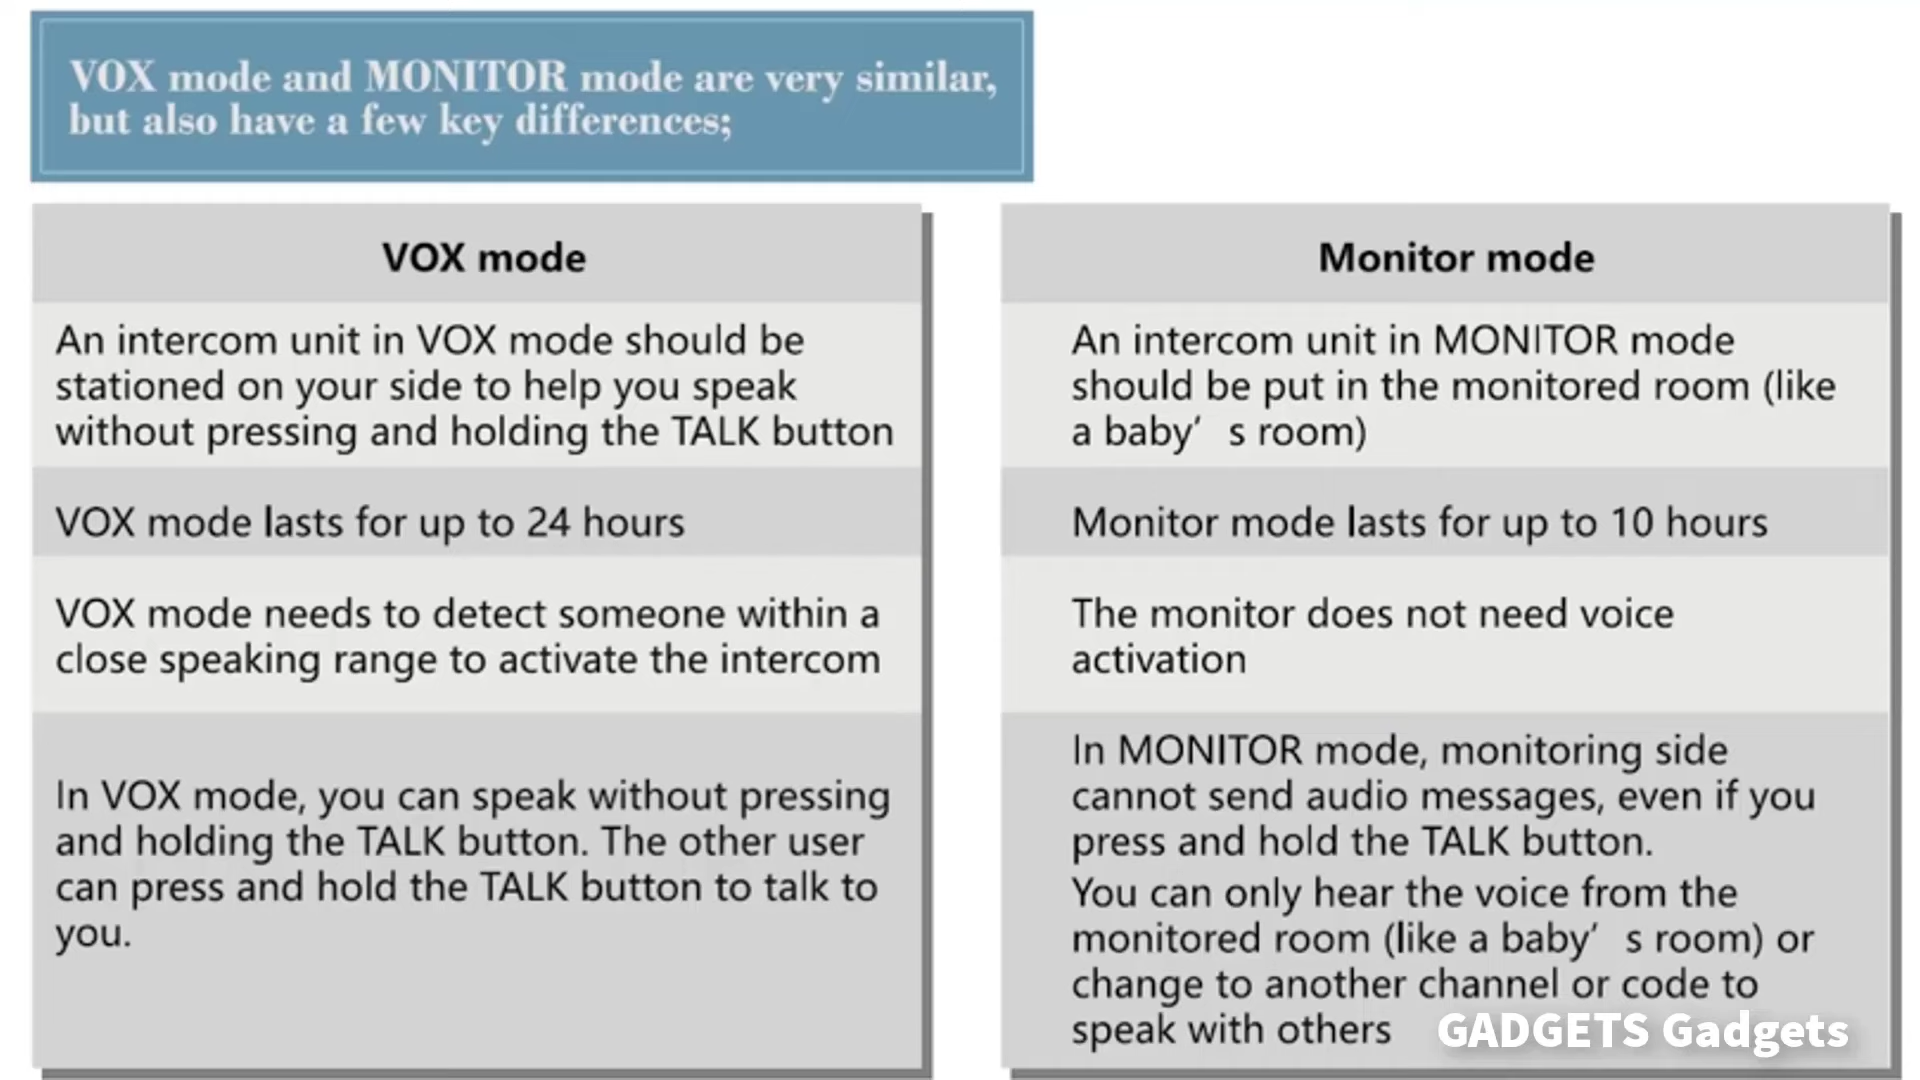 VOX mode and MONITOR mode are very similar,
but also have a few key differences;
VOX mode
An intercom unit in VOX mode should be
stationed on your side to help you speak
without pressing and holding the TALK button
VOX mode lasts for up to 24 hours
VOX mode needs to detect someone within a
close speaking range to activate the intercom
In VOX mode, you can speak without pressing
and holding the TALK button. The other user
can press and hold the TALK button to talk to
you.
Monitor mode
An intercom unit in MONITOR mode
should be put in the monitored room (like
a baby’ s room)
Monitor mode lasts for up to 10 hours
The monitor does not need voice
activation
In MONITOR mode, monitoring side
cannot send audio messages, even if you
press and hold the TALK button.
You can only hear the voice from the
monitored room (like a baby’ s room) or
change to another channel or code to
speak with others
GADGETS Gadgets